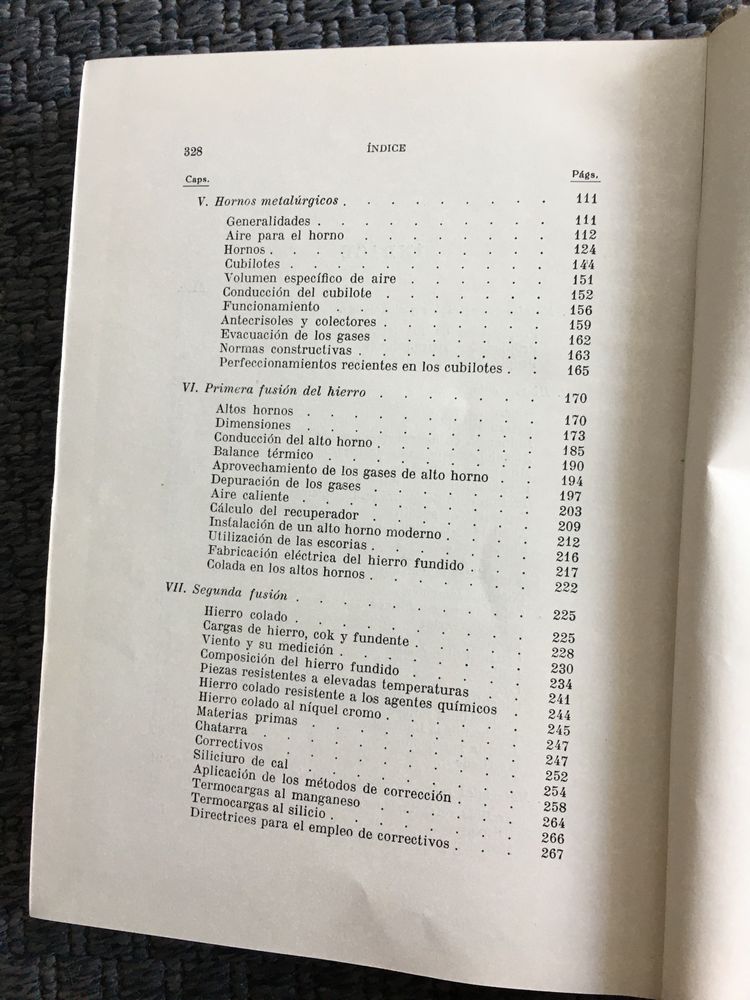 328 ÍNDICE
Caps. Págs.
V. Hornos metalúrgicos . . . . . . . . . 111
Generalidades . . . . . . . . . 111
Aire para el horno . . . . . . . . 112
Hornos . . . . . . . . . . 124
Cubilotes . . . . . . . . . 144
Volumen específico de aire . . . . . . 151
Conducción del cubilote . . . . . . 152
Funcionamiento . . . . . . . . 156
Antecrisoles y colectores . . . . . . 159
Evacuación de los gases . . . . . . 162
Normas constructivas . . . . . . . 163
Perfeccionamientos recientes en los cubilotes . . 165
VI. Primera fusión del hierro . . . . . . . 170
Altos hornos . . . . . . . . 170
Dimensiones . . . . . . . . 173
Conducción del alto horno . . . . . . 185
Balance térmico . . . . . . . . 190
Aprovechamiento de los gases de alto horno . . 194
Depuración de los gases . . . . . . 197
Aire caliente . . . . . . . . 203
Cálculo del recuperador . . . . . . 209
Instalación de un alto horno moderno . . . . 212
Utilización de las escorias . . . . . . 216
Fabricación eléctrica del hierro fundido . . . 217
Colada en los altos hornos . . . . . . 222
VII. Segunda fusión . . . . . . . . . 225
Hierro colado . . . . . . . . 225
Cargas de hierro, cok y fundente . . . . 228
Viento y su medición . . . . . . . 230
Composición del hierro fundido . . . . . 234
Piezas resistentes a elevadas temperaturas . . 241
Hierro colado resistente a los agentes químicos . 244
Hierro colado al níquel cromo . . . . . 245
Materias primas . . . . . . . . 247
Chatarra . . . . . . . . . 247
Correctivos . . . . . . . . 252
Siliciuro de cal . . . . . . . . 254
Aplicación de los métodos de corrección . . . 258
Termocargas al manganeso . . . . . . 264
Termocargas al silicio . . . . . . . 266
Directrices para el empleo de correctivos . . . 267